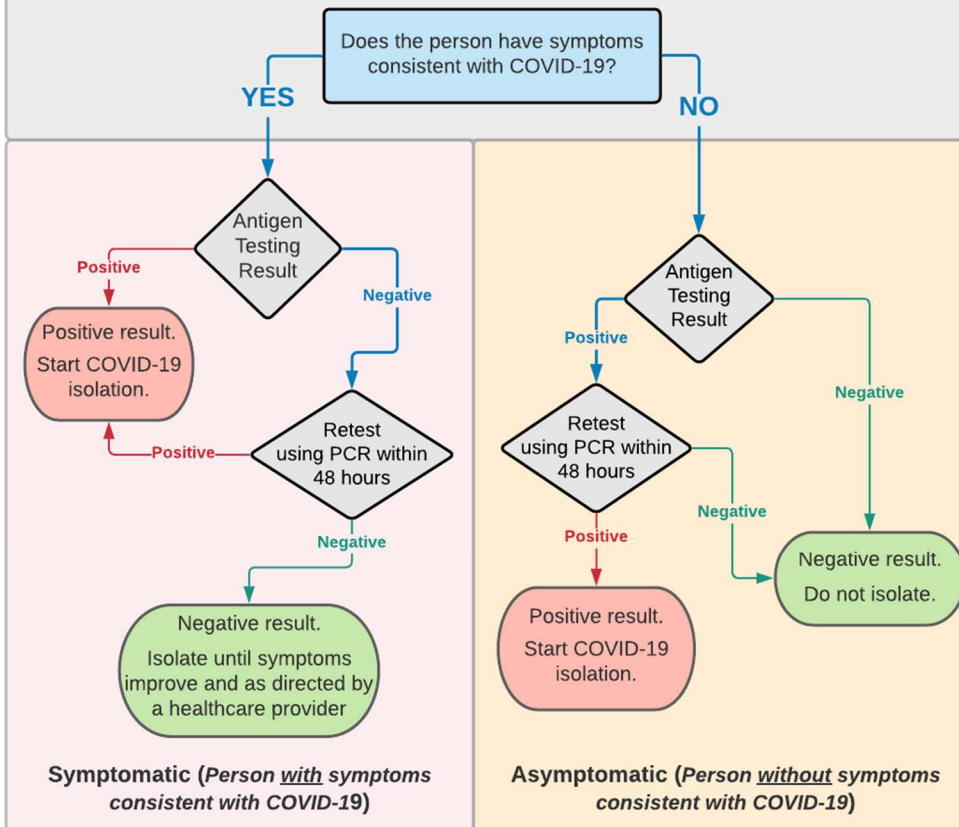 Does the person have symptoms
consistent with COVID-19?
YES
NO
Antigen
Testing
Result
Positive
Negative
Positive result.
Start COVID-19
isolation.
Retest
using PCR within
48 hours
Positive
Negative
Negative result.
Isolate until symptoms
improve and as directed by
a healthcare provider
Symptomatic (Person with symptoms
consistent with COVID-19)
Antigen
Testing
Result
Positive
Negative
Retest
using PCR within
48 hours
Negative
Positive
Negative result.
Do not isolate.
Positive result.
Start COVID-19
isolation.
Asymptomatic (Person without symptoms
consistent with COVID-19)